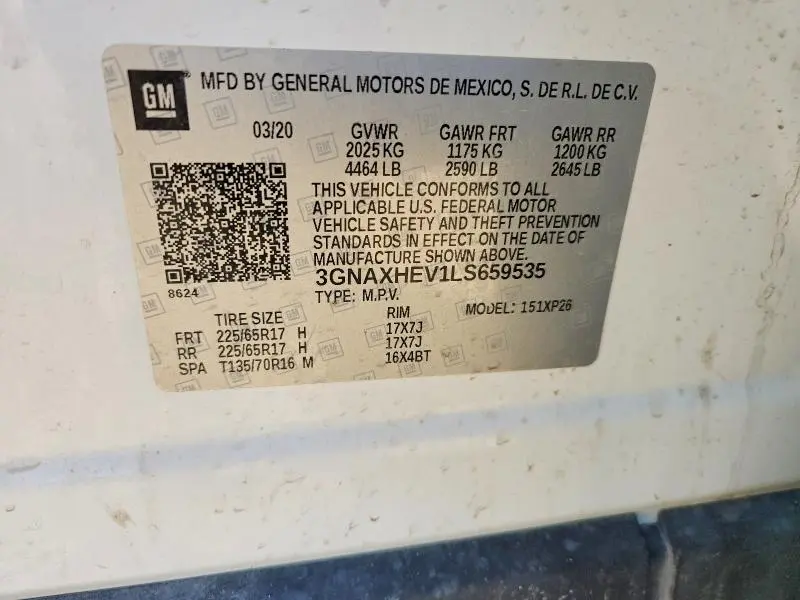 GM
MFD BY GENERAL MOTORS DE MEXICO, S. DE R.L. DE C.V.
03/20 GVWR GAWR FRT GAWR RR
2025 KG 1175 KG 1200 KG
4464 LB 2590 LB 2645 LB
THIS VEHICLE CONFORMS TO ALL
APPLICABLE U.S. FEDERAL MOTOR
VEHICLE SAFETY AND THEFT PREVENTION
STANDARDS IN EFFECT ON THE DATE OF
MANUFACTURE SHOWN ABOVE.
3GNAXHEV1LS659535
8624
TYPE: M.P.V. MODEL: 151XP26
TIRE SIZE RIM
FRT 225/65R17 H 17X7J
RR 225/65R17 H 17X7J
SPA T135/70R16 M 16X4BT